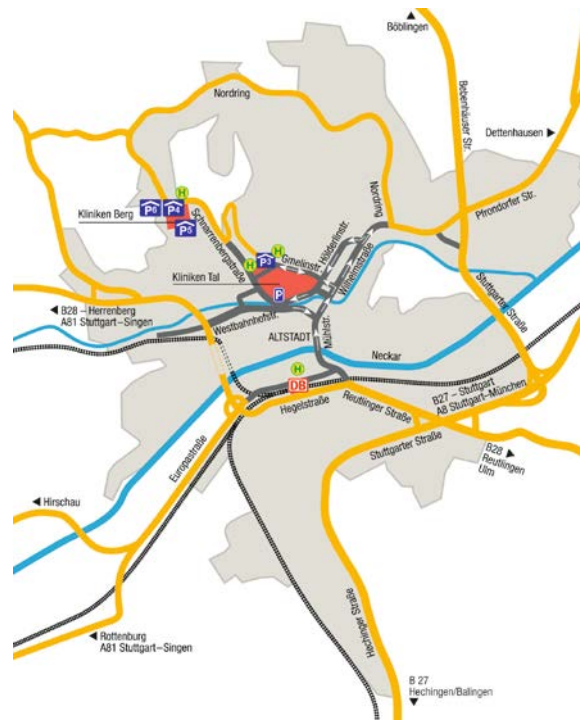 Böblingen
Nordring
Bebenhäuser Str.
Dettenhausen
H
P6
P4
P5
Kliniken Berg
Schnarrenbergstraße
Nordring
Pfrondorfer Str.
H
H
P3
Gmelinstr.
Hölderlinstr.
Wilhelmstraße
Kliniken Tal
P
Stuttgarter Straße
B28 – Herrenberg
A81 Stuttgart–Singen
Westbahnhofstr.
ALTSTADT
Mühlstr.
Neckar
H
DB
Hegelstraße
Reutlinger Straße
B27 – Stuttgart
A8 Stuttgart–München
Stuttgarter Straße
B28
Reutlingen
Ulm
Europastraße
Hirschau
Hechinger Straße
Rottenburg
A81 Stuttgart–Singen
B 27
Hechingen/Balingen